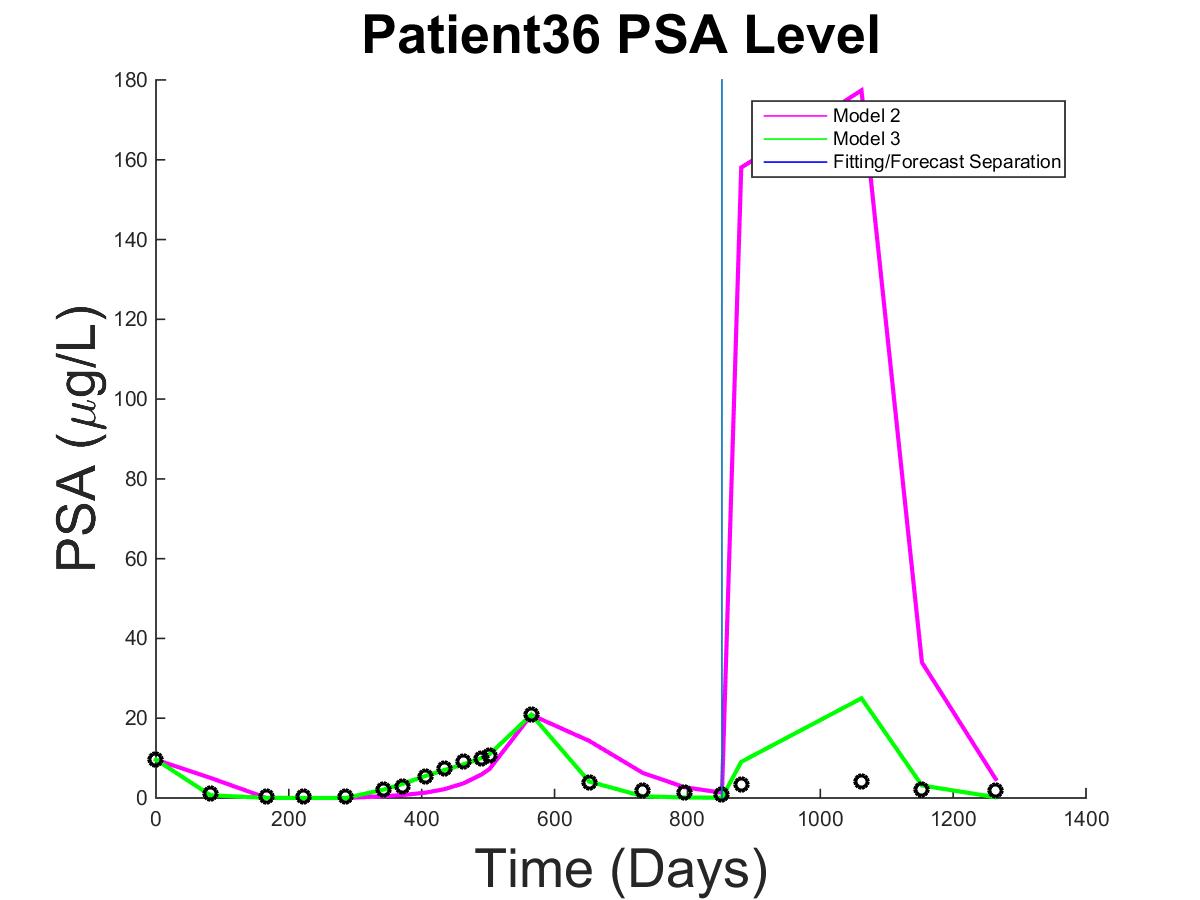 Patient36 PSA Level
180
160
140
120
100
80
60
40
20
0
PSA (μg/L)
Model 2
Model 3
Fitting/Forecast Separation
0 200 400 600 800 1000 1200 1400
Time (Days)